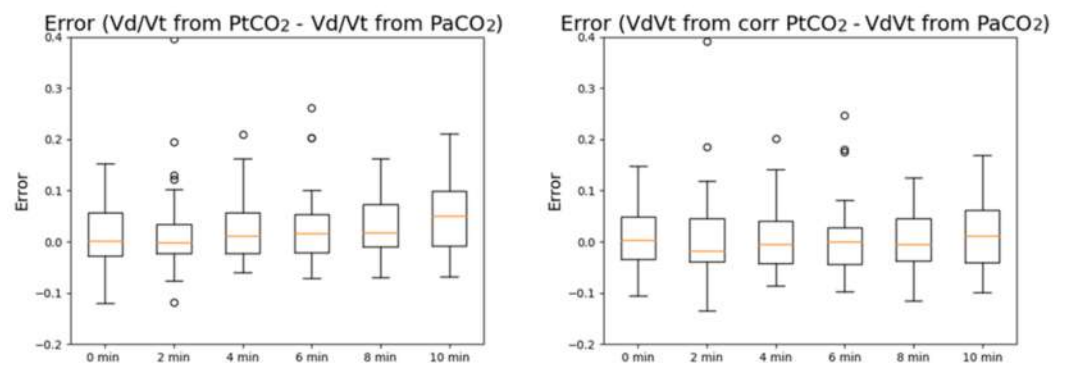 Error (Vd/Vt from PtCO₂ - Vd/Vt from PaCO₂)
0.4
0.3
0.2
0.1
0.0
−0.1
−0.2
Error
0 min 2 min 4 min 6 min 8 min 10 min
Error (VdVt from corr PtCO₂ - VdVt from PaCO₂)
0.4
0.3
0.2
0.1
0.0
−0.1
−0.2
Error
0 min 2 min 4 min 6 min 8 min 10 min